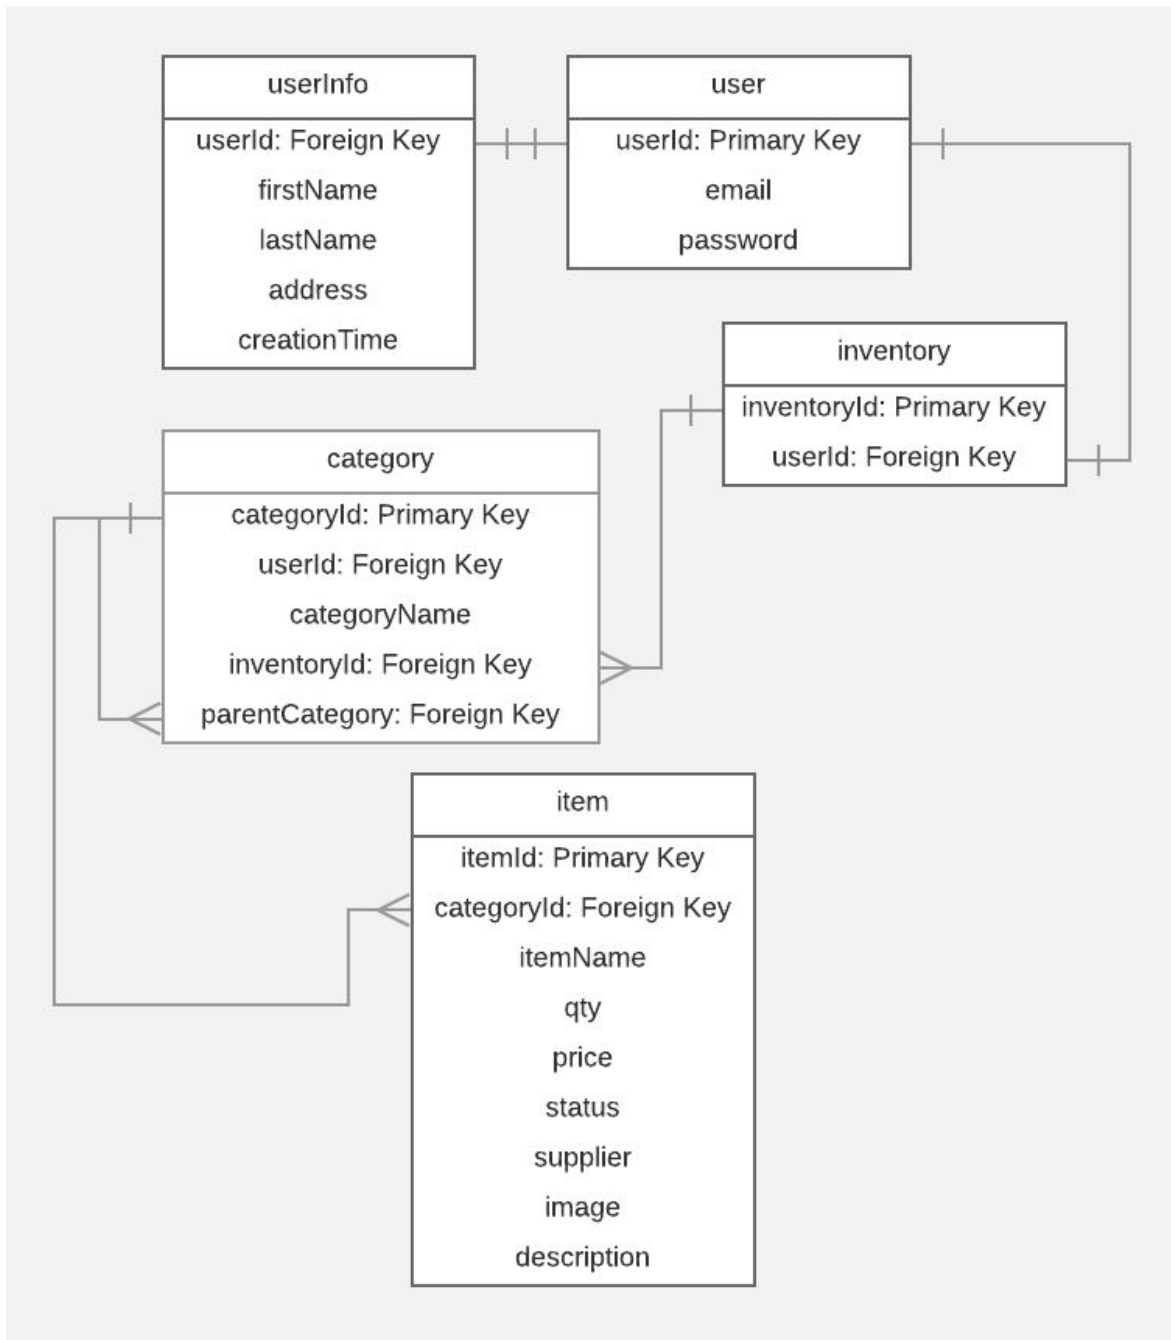 userInfo
userId: Foreign Key
firstName
lastName
address
creationTime
user
userId: Primary Key
email
password
inventory
inventoryId: Primary Key
userId: Foreign Key
category
categoryId: Primary Key
userId: Foreign Key
categoryName
inventoryId: Foreign Key
parentCategory: Foreign Key
item
itemId: Primary Key
categoryId: Foreign Key
itemName
qty
price
status
supplier
image
description